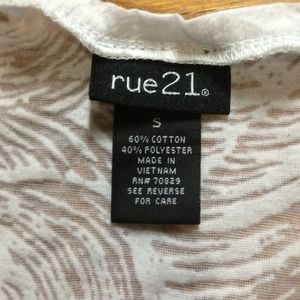 rue21®
S
60% COTTON
40% POLYESTER
MADE IN
VIETNAM
RN# 70829
SEE REVERSE
FOR CARE